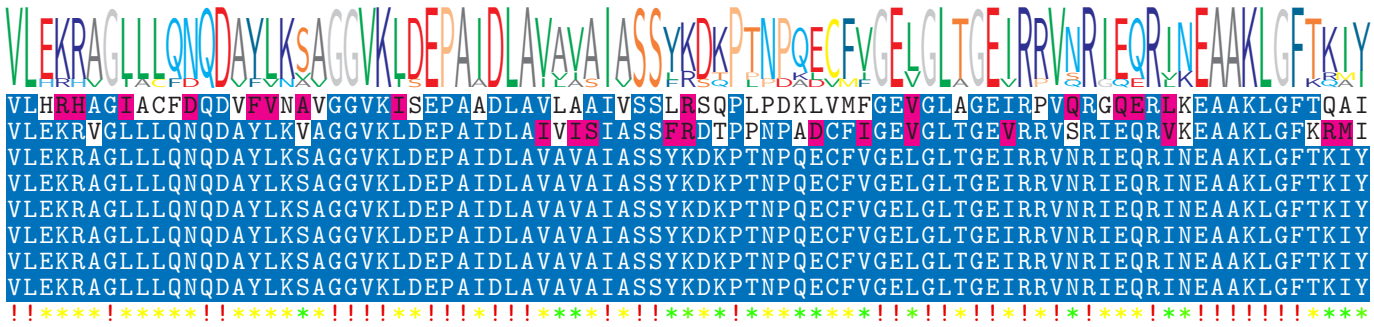 VLEKRAGLLLQNQDAYLKSAGGVKLDEPAIDLAVAVAIASSYKDKPTNPQECFVGELGLTGEIRRVNRIEQRINEAAKLGFTKIY
VLHRHAGIACFDQDVFVNAVGGVKISEPAADLAVLAAIVSSLRSQPLPDKLVMFGEVGLAGEIRPVQRGQERLKEAAKLGFTQAI
VLEKRVGLLLQNQDAYLKVAGGVKLDEPAIDLAIVISIASSFRDTPPNPADCFIGEVGLTGEVRRVSRIEQRVKEAAKLGFKRMI
VLEKRAGLLLQNQDAYLKSAGGVKLDEPAIDLAVAVAIASSYKDKPTNPQECFVGELGLTGEIRRVNRIEQRINEAAKLGFTKIY
VLEKRAGLLLQNQDAYLKSAGGVKLDEPAIDLAVAVAIASSYKDKPTNPQECFVGELGLTGEIRRVNRIEQRINEAAKLGFTKIY
VLEKRAGLLLQNQDAYLKSAGGVKLDEPAIDLAVAVAIASSYKDKPTNPQECFVGELGLTGEIRRVNRIEQRINEAAKLGFTKIY
VLEKRAGLLLQNQDAYLKSAGGVKLDEPAIDLAVAVAIASSYKDKPTNPQECFVGELGLTGEIRRVNRIEQRINEAAKLGFTKIY
VLEKRAGLLLQNQDAYLKSAGGVKLDEPAIDLAVAVAIASSYKDKPTNPQECFVGELGLTGEIRRVNRIEQRINEAAKLGFTKIY
VLEKRAGLLLQNQDAYLKSAGGVKLDEPAIDLAVAVAIASSYKDKPTNPQECFVGELGLTGEIRRVNRIEQRINEAAKLGFTKIY
!!****!*****!!******!!!!**!!!*!!!****!*!!****!********!!*!!*!!*!*!*!***!**!!!!!!!****